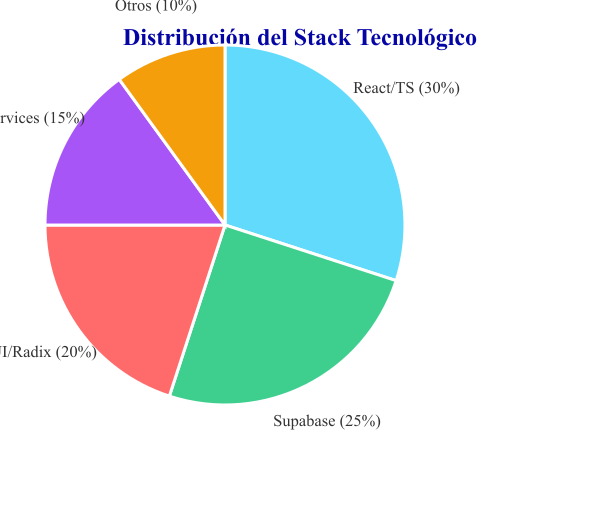 Otros (10%)
Distribución del Stack Tecnológico
React/TS (30%)
rvices (15%)
I/Radix (20%)
Supabase (25%)